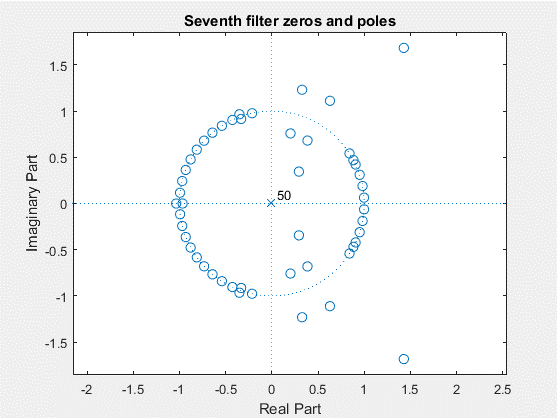 Seventh filter zeros and poles
Imaginary Part
1.5
1
0.5
0
-0.5
-1
-1.5
50
-2 -1.5 -1 -0.5 0 0.5 1 1.5 2 2.5
Real Part